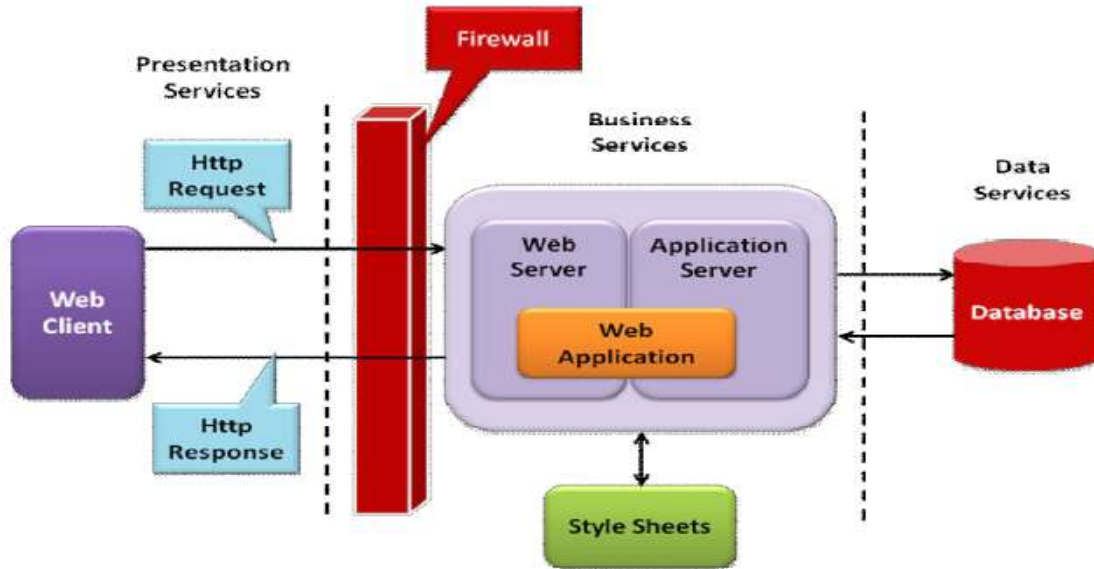 Firewall
Presentation
Services
Business
Services
Data
Services
Http
Request
Web
Client
Http
Response
Web
Server
Application
Server
Web
Application
Database
Style Sheets